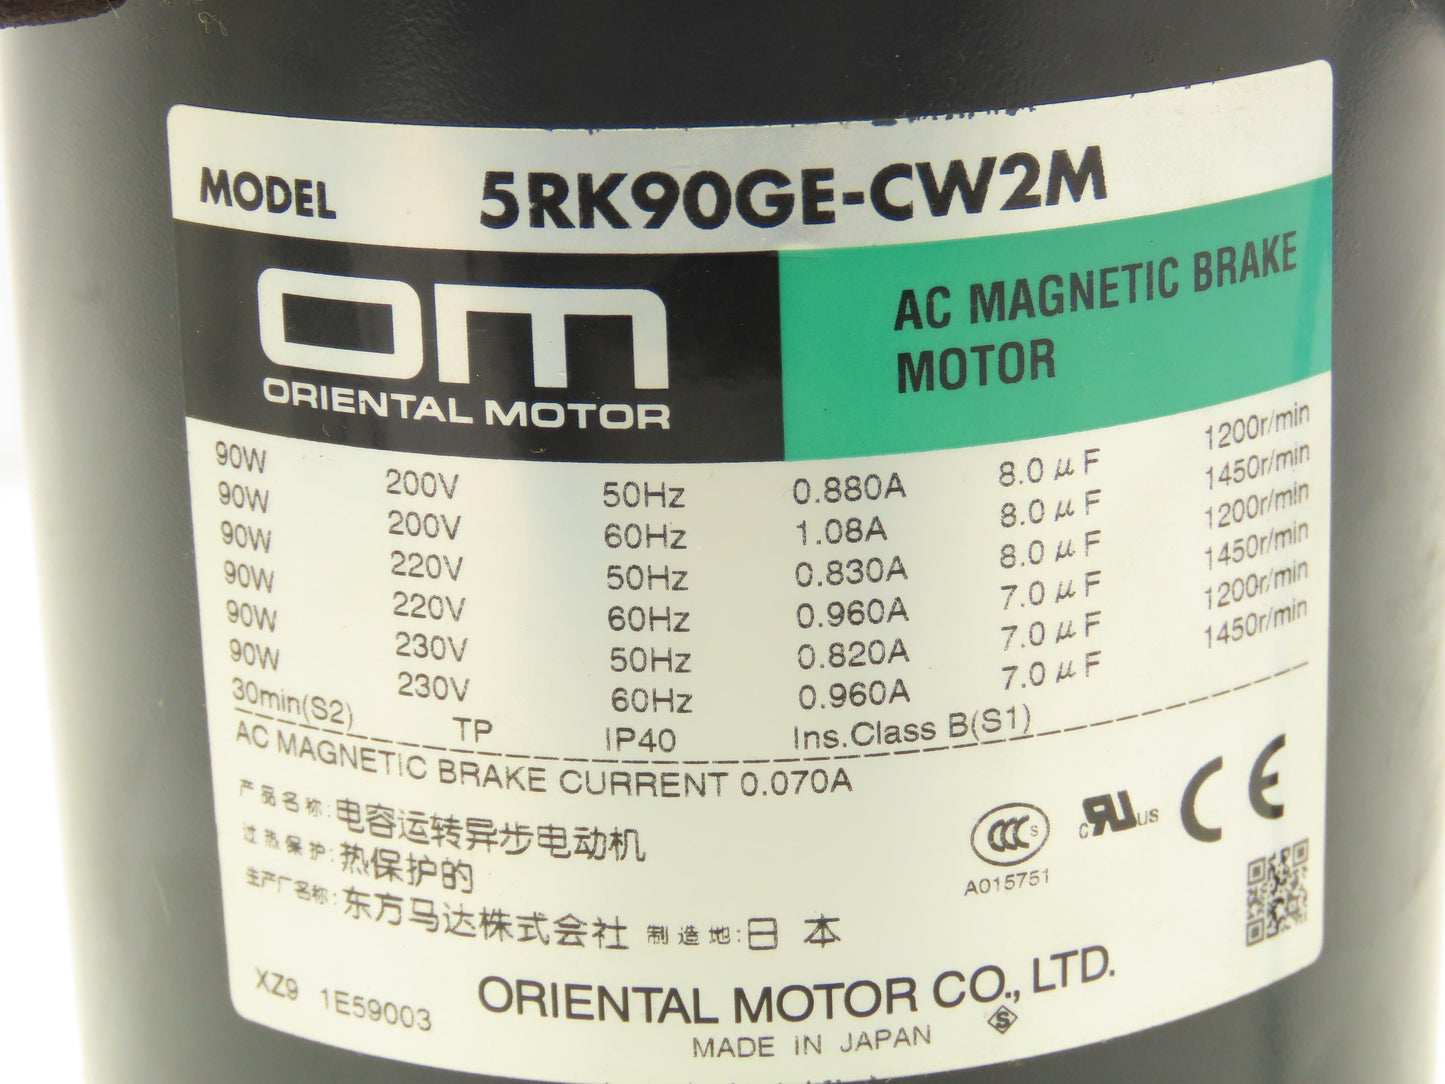 MODEL 5RK90GE-CW2M
OM
ORIENTAL MOTOR
AC MAGNETIC BRAKE
MOTOR
90W 200V 50Hz 0.880A 8.0μF 1200r/min
90W 200V 60Hz 1.08A 8.0μF 1450r/min
90W 220V 50Hz 0.830A 8.0μF 1200r/min
90W 220V 60Hz 0.960A 7.0μF 1450r/min
90W 230V 50Hz 0.820A 7.0μF 1200r/min
90W 230V 60Hz 0.960A 7.0μF 1450r/min
30min(S2) TP IP40 Ins.Class B(S1)
AC MAGNETIC BRAKE CURRENT 0.070A
产品名称:电容运转异步电动机
过热保护:热保护的
生产厂名称:东方马达株式会社 制造地:日本
CCC S
A015751
c RU us
CE
XZ9 1E59003
ORIENTAL MOTOR CO., LTD.
S
MADE IN JAPAN